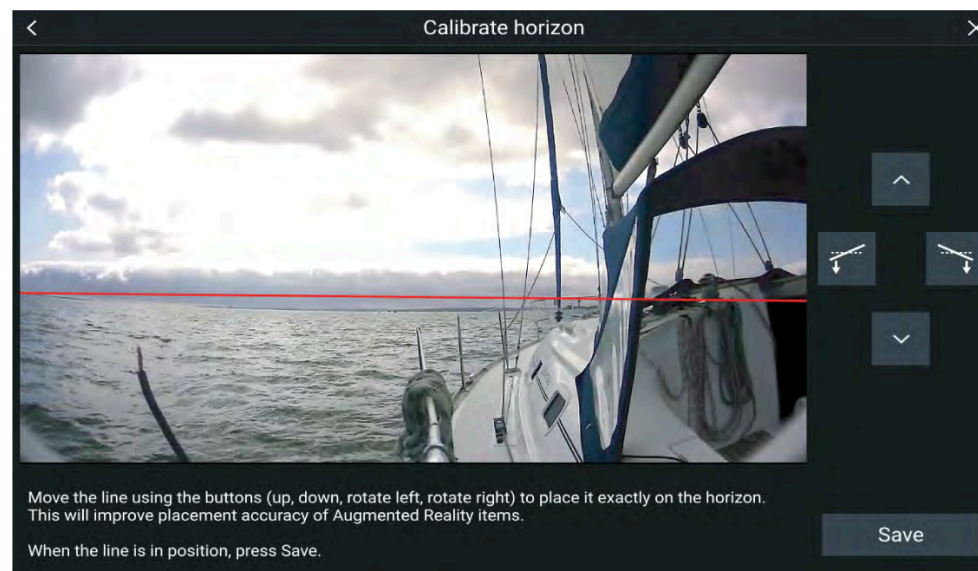 Calibrate horizon
Move the line using the buttons (up, down, rotate left, rotate right) to place it exactly on the horizon.
This will improve placement accuracy of Augmented Reality items.
When the line is in position, press Save.
Save